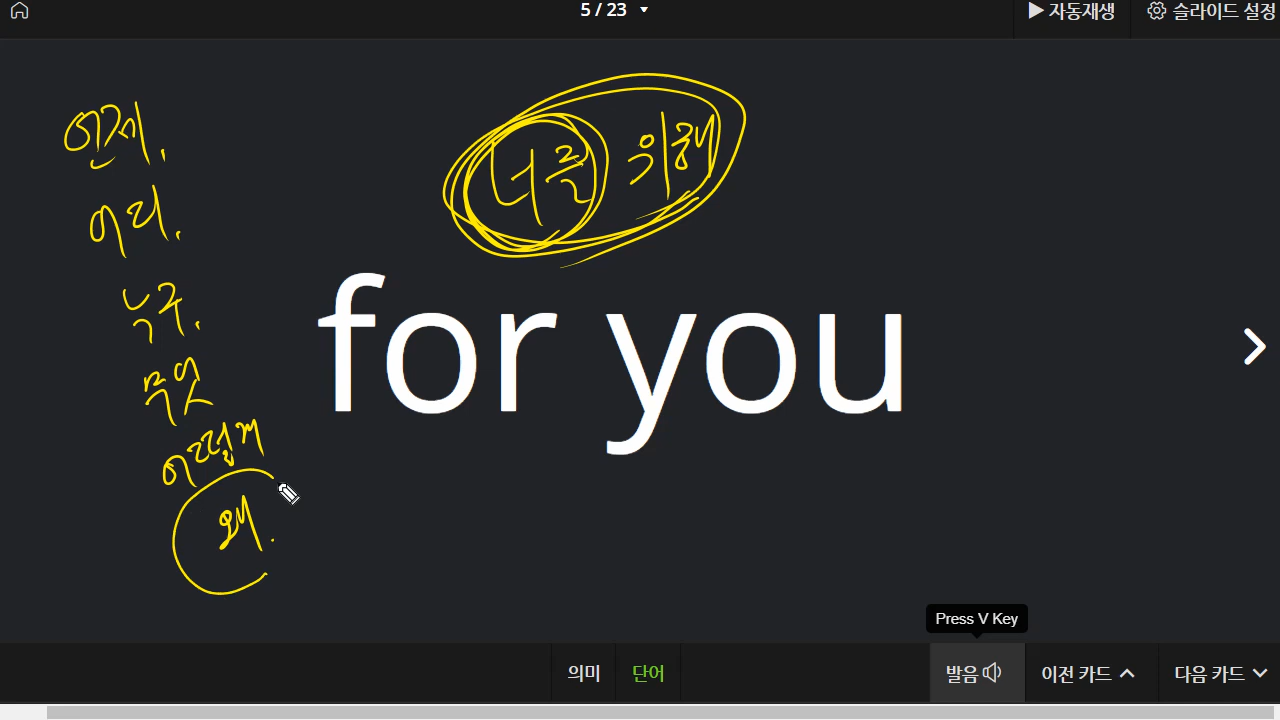 5 / 23
자동재생
슬라이드 설정
언제.
어디.
누구.
무엇
어떻게
왜.
너를 위해
for you
Press V Key
의미
단어
발음
이전 카드
다음 카드